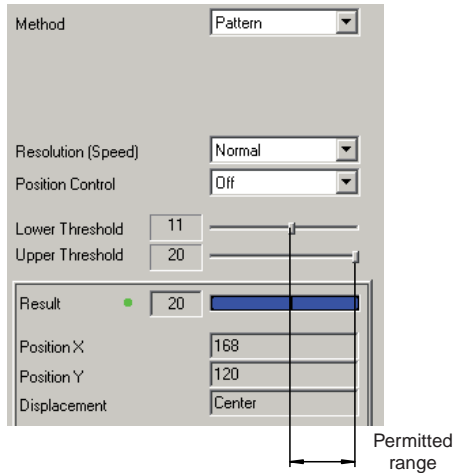 Method Pattern
Resolution (Speed) Normal
Position Control Off
Lower Threshold 11
Upper Threshold 20
Result 20
Position X 168
Position Y 120
Displacement Center
Permitted
range